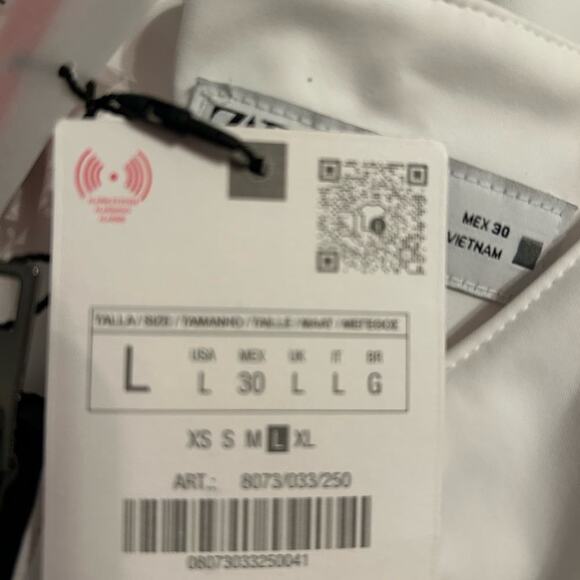 MEX 30
VIETNAM
TALLA / SIZE / TAMANHO / TAILLE /
L
USA MEX UK IT BR
L 30 L L G
XS S M L XL
ART.: 8073/033/250
08073033250041